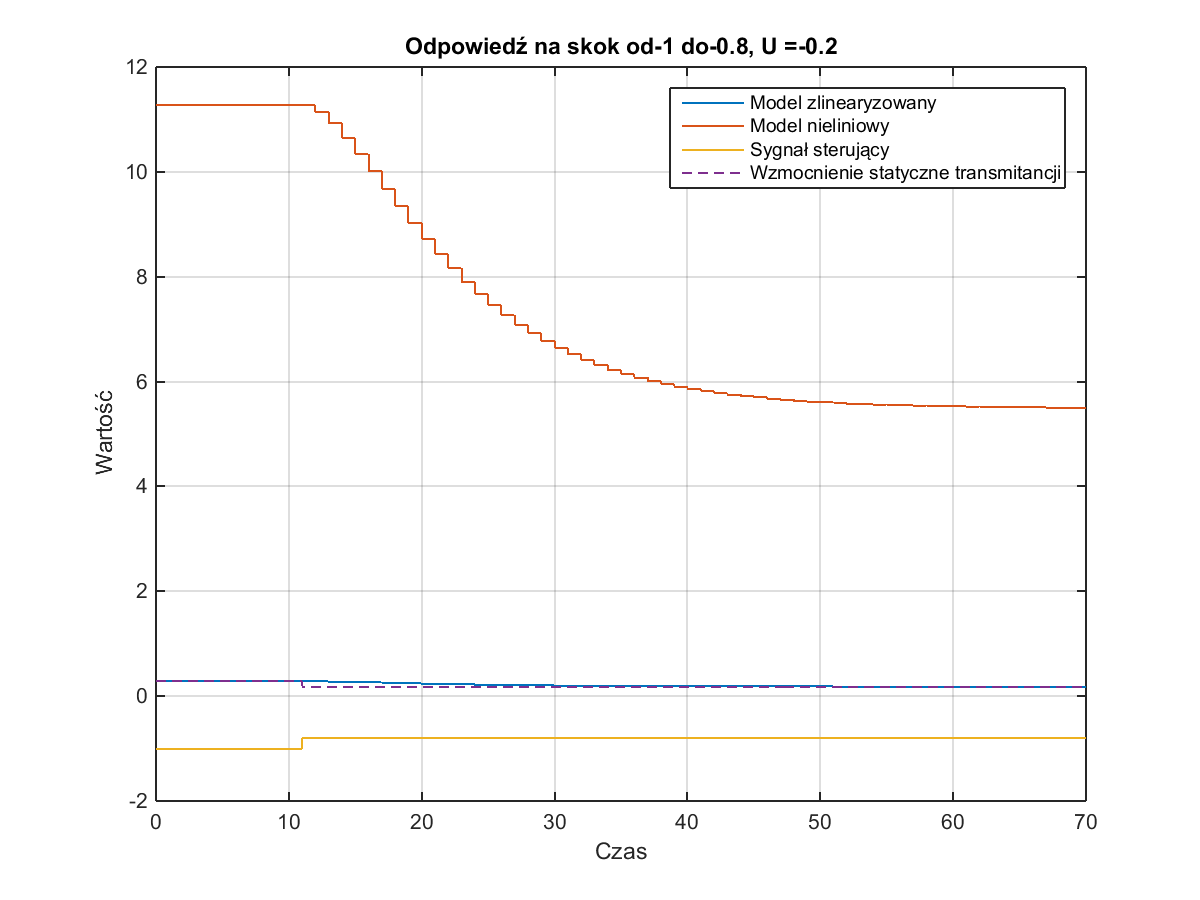 Odpowiedź na skok od-1 do-0.8, U =-0.2
12
10
8
6
4
2
0
-2
Wartość
Model zlinearyzowany
Model nieliniowy
Sygnał sterujący
Wzmocnienie statyczne transmitancji
0 10 20 30 40 50 60 70
Czas